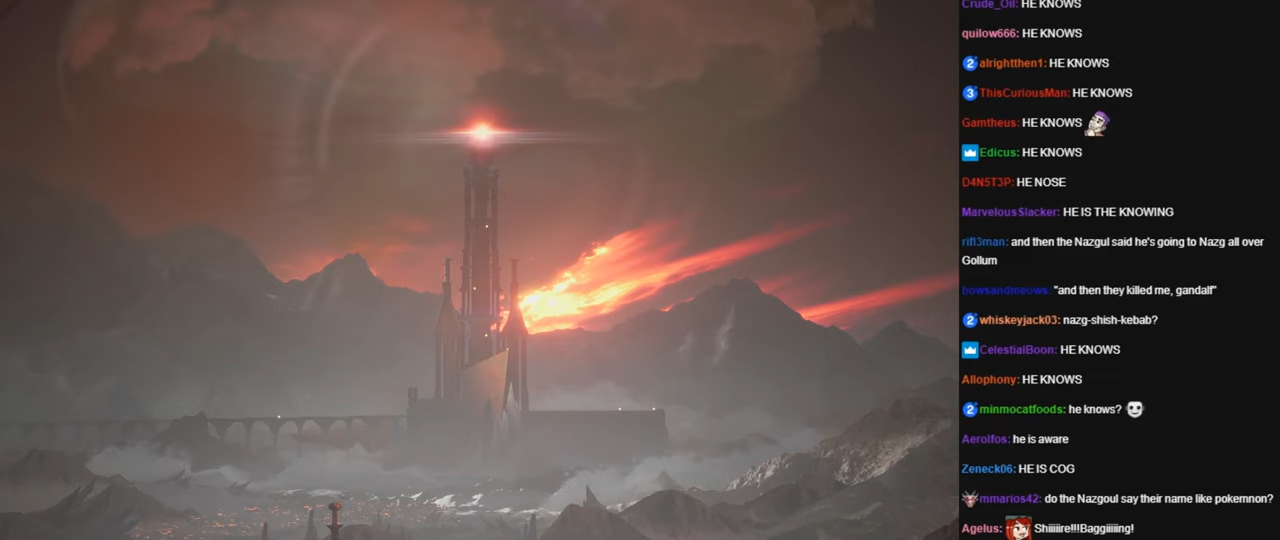 Crude_Oil: HE KNOWS
quilow666: HE KNOWS
2 alrightthen1: HE KNOWS
3 ThisCuriousMan: HE KNOWS
Gamtheus: HE KNOWS
Edicus: HE KNOWS
D4N5T3P: HE NOSE
MarvelousSlacker: HE IS THE KNOWING
rifl3man: and then the Nazgul said he's going to Nazg all over
Gollum
bowsandmeows: "and then they killed me, gandalf"
2 whiskeyjack03: nazg-shish-kebab?
CelestialBoon: HE KNOWS
Allophony: HE KNOWS
2 minmocatfoods: he knows?
Aerolfos: he is aware
Zeneck06: HE IS COG
mmarios42: do the Nazgoul say their name like pokemnon?
Agelus: Shiiiiire!!!Baggiiiiing!